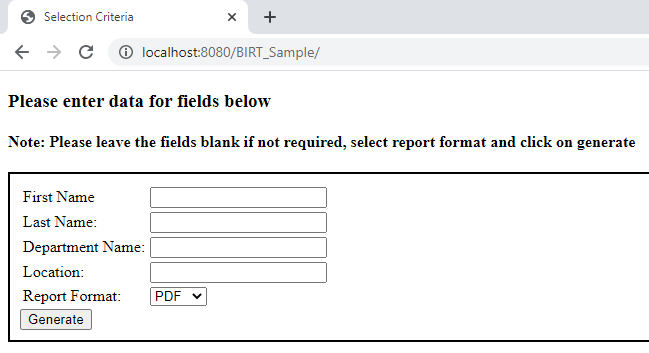 Selection Criteria
localhost:8080/BIRT_Sample/
Please enter data for fields below
Note: Please leave the fields blank if not required, select report format and click on generate
First Name
Last Name:
Department Name:
Location:
Report Format: PDF
Generate